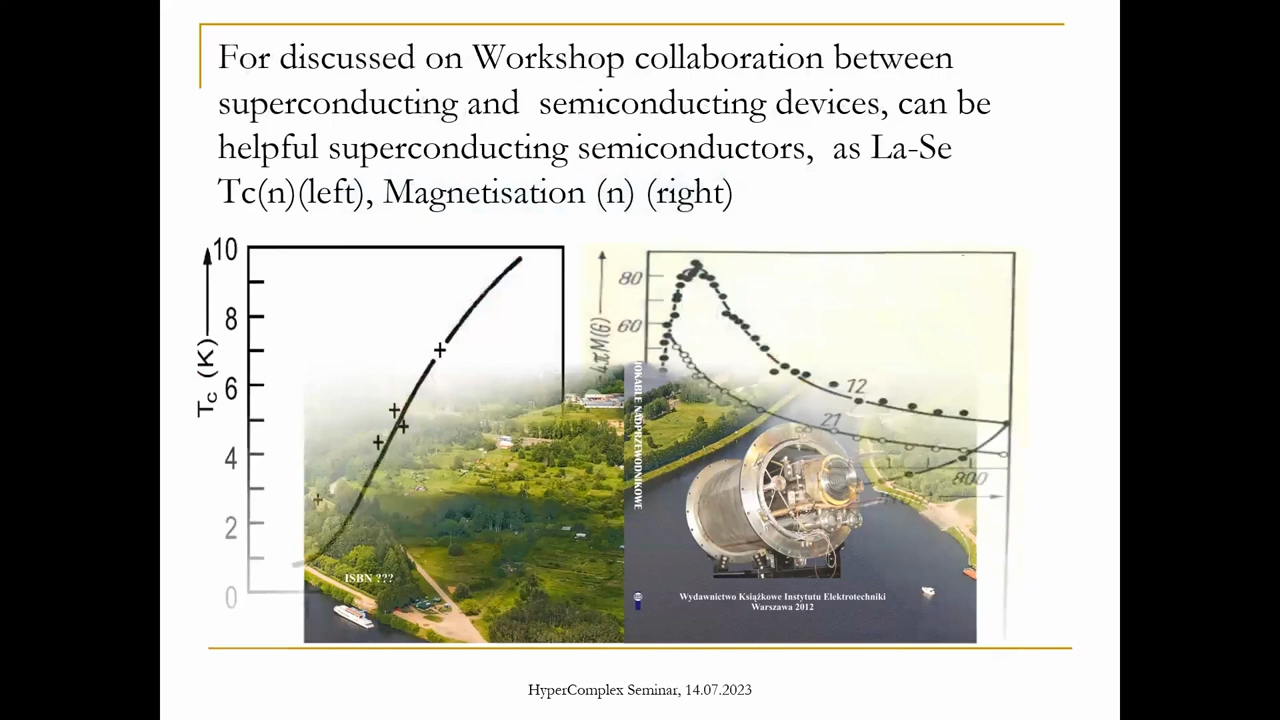 For discussed on Workshop collaboration between
superconducting and semiconducting devices, can be
helpful superconducting semiconductors, as La-Se
Tc(n)(left), Magnetisation (n) (right)
10
8
6
4
2
0
Tc (K)
80
60
4πM(G)
12
21
800
NADPRZEWODNIKOWE
ISBN ???
Wydawnictwo Książkowe Instytutu Elektrotechniki
Warszawa 2012
HyperComplex Seminar, 14.07.2023